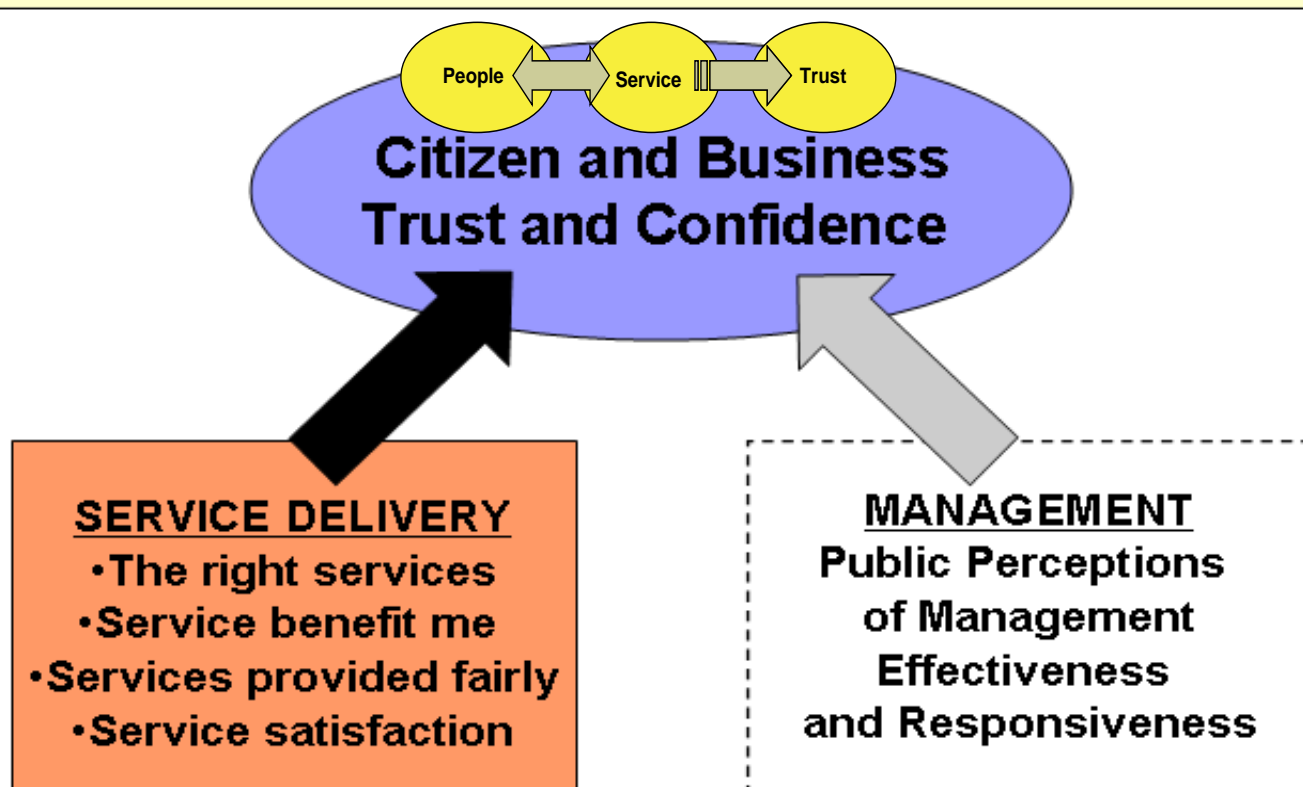 People
Service
Trust
Citizen and Business
Trust and Confidence
SERVICE DELIVERY
•The right services
•Service benefit me
•Services provided fairly
•Service satisfaction
MANAGEMENT
Public Perceptions
of Management
Effectiveness
and Responsiveness